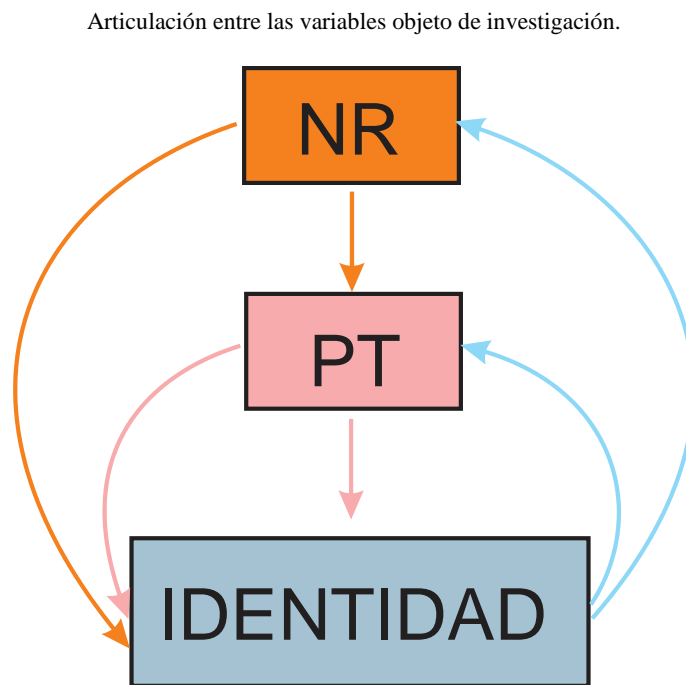 Articulación entre las variables objeto de investigación.
NR
PT
IDENTIDAD